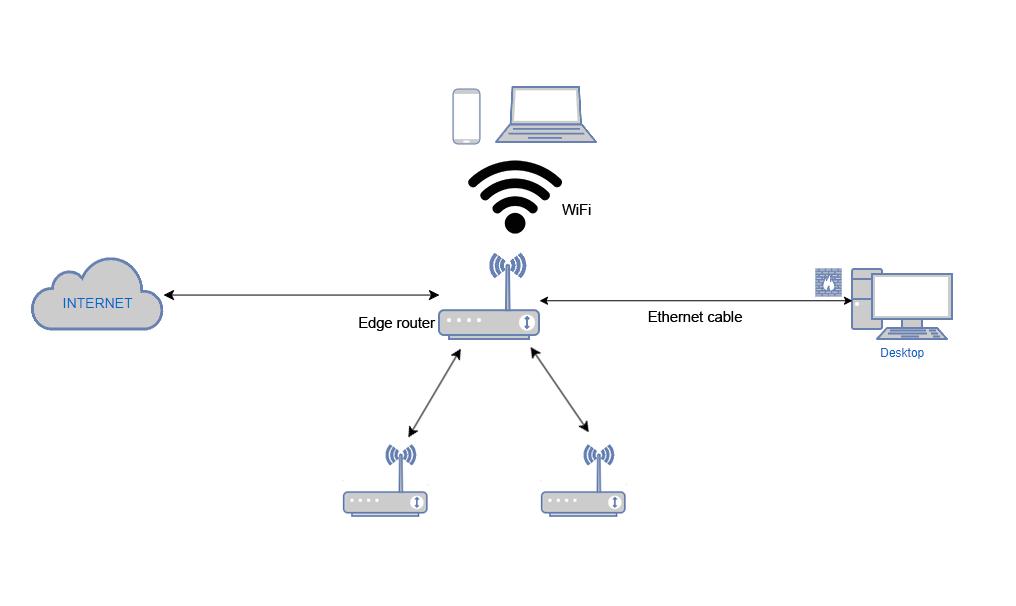 WiFi
INTERNET
Edge router
Ethernet cable
Desktop